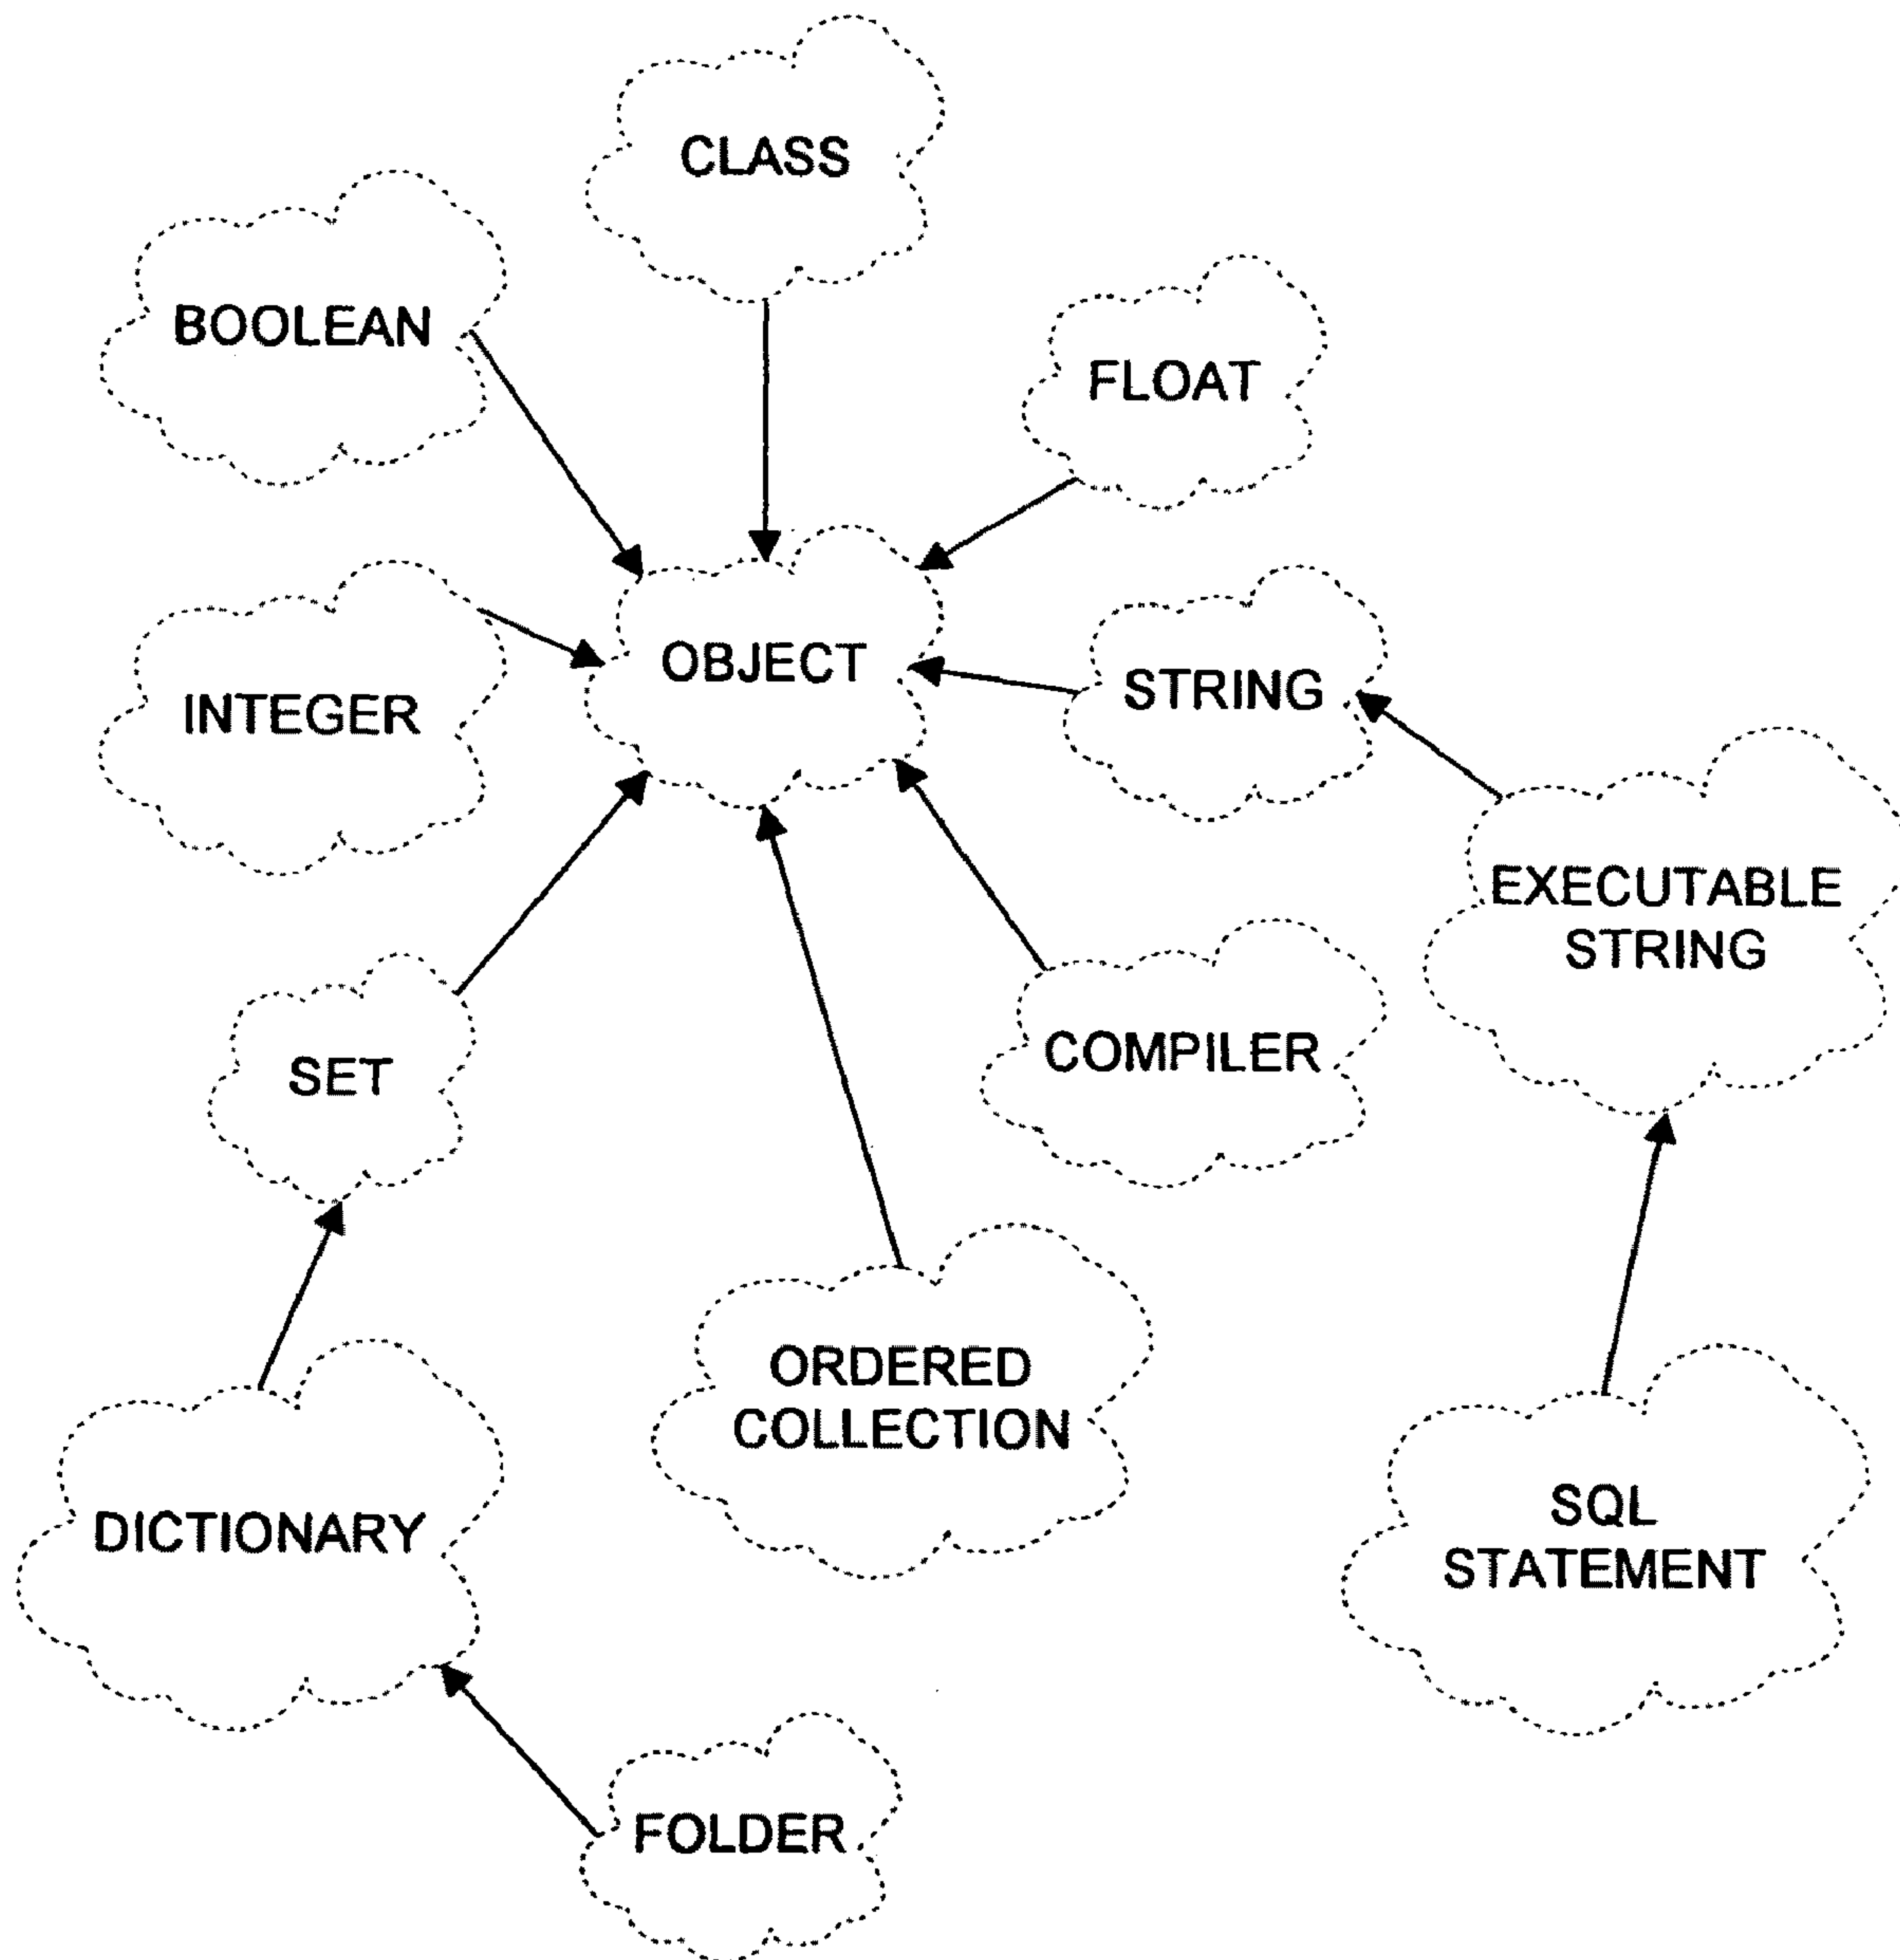 CLASS
BOOLEAN
FLOAT
OBJECT
STRING
INTEGER
EXECUTABLE
STRING
COMPILER
SET
ORDERED
COLLECTION
DICTIONARY
SQL
STATEMENT
FOLDER